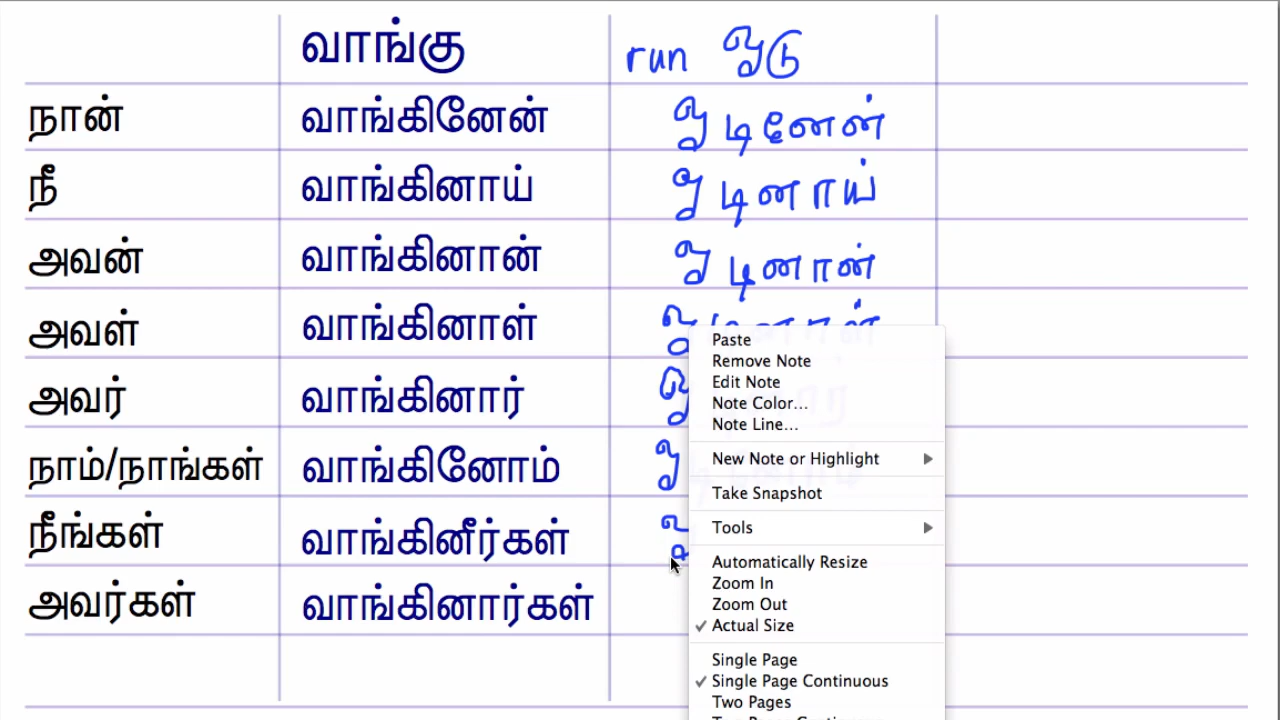 வாங்கு run ஓடு
நான் வாங்கினேன் ஓடினேன்
நீ வாங்கினாய் ஓடினாய்
அவன் வாங்கினான் ஓடினான்
அவள் வாங்கினாள் ஓடினாள்
அவர் வாங்கினார்
நாம்/நாங்கள் வாங்கினோம்
நீங்கள் வாங்கினீர்கள்
அவர்கள் வாங்கினார்கள்
Paste
Remove Note
Edit Note
Note Color...
Note Line...
New Note or Highlight
Take Snapshot
Tools
Automatically Resize
Zoom In
Zoom Out
Actual Size
Single Page
Single Page Continuous
Two Pages